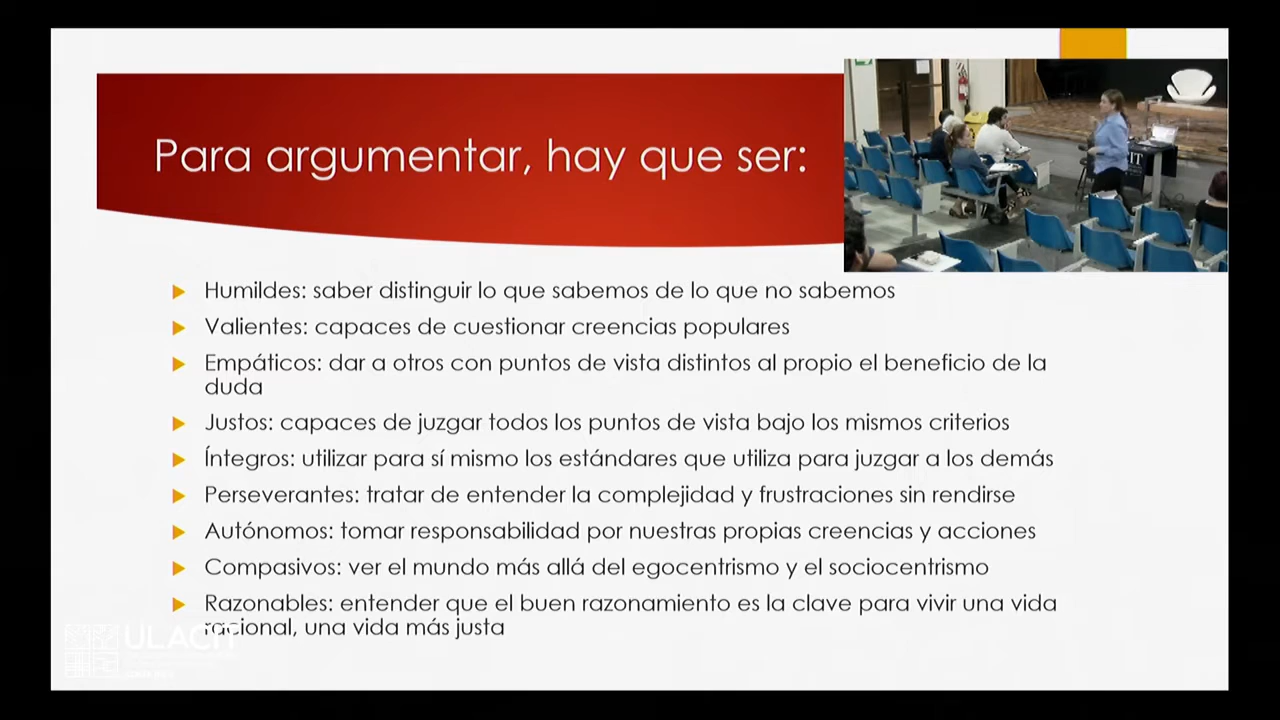 Para argumentar, hay que ser:
Humildes: saber distinguir lo que sabemos de lo que no sabemos
Valientes: capaces de cuestionar creencias populares
Empáticos: dar a otros con puntos de vista distintos al propio el beneficio de la
duda
Justos: capaces de juzgar todos los puntos de vista bajo los mismos criterios
Íntegros: utilizar para sí mismo los estándares que utiliza para juzgar a los demás
Perseverantes: tratar de entender la complejidad y frustraciones sin rendirse
Autónomos: tomar responsabilidad por nuestras propias creencias y acciones
Compasivos: ver el mundo más allá del egocentrismo y el sociocentrismo
Razonables: entender que el buen razonamiento es la clave para vivir una vida
racional, una vida más justa
ULACIT